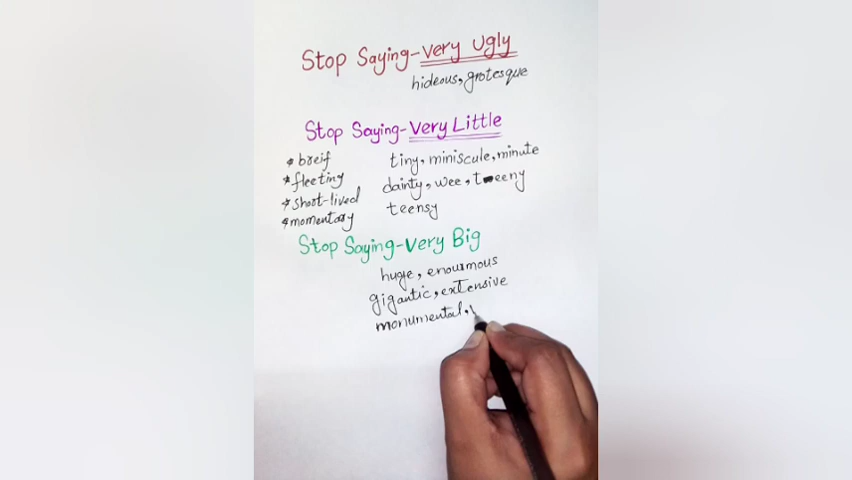 Stop Saying-Very Ugly
hideous, grotesque
Stop Saying-Very Little
* breif
* fleeting
* short-lived
* momentary
tiny, miniscule, minute
dainty, wee, teeny
teensy
Stop Saying-Very Big
huge, enourmous
gigantic, extensive
monumental,